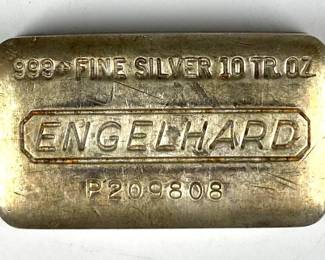 999+ FINE SILVER 10 TR. OZ
ENGELHARD
P209808